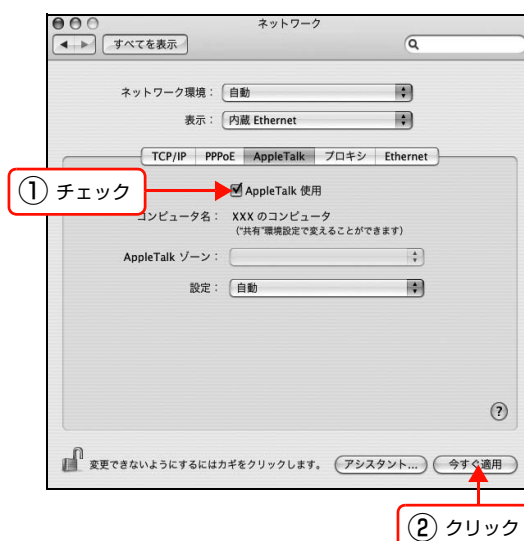 ネットワーク
すべてを表示
ネットワーク環境： 自動
表示： 内蔵 Ethernet
TCP/IP PPPoE AppleTalk プロキシ Ethernet
① チェック
AppleTalk 使用
コンピュータ名： XXX のコンピュータ
（“共有”環境設定で変えることができます）
AppleTalk ゾーン：
設定： 自動
?
変更できないようにするにはカギをクリックします。 アシスタント... 今すぐ適用
② クリック